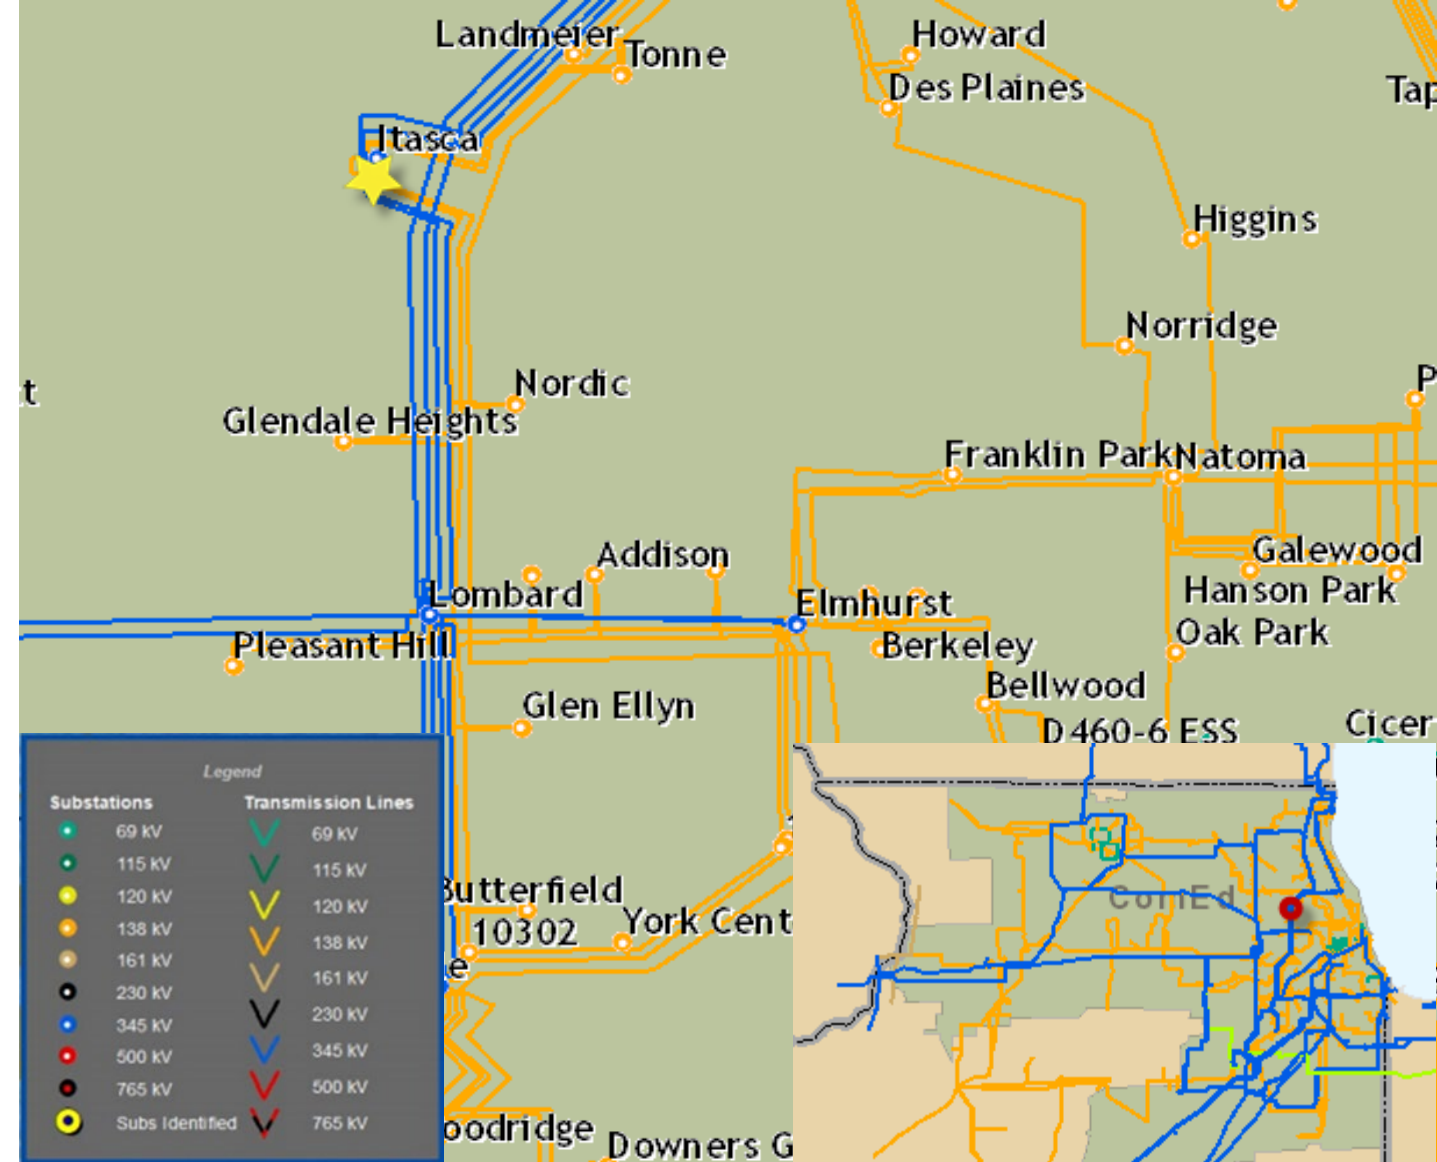 Landmeier
Howard
Tonne
Des Plaines
Itasca
Higgins
Norridge
Nordic
Glendale Heights
Franklin Park
Natoma
Addison
Galewood
Lombard
Hanson Park
Elmhurst
Oak Park
Pleasant Hill
Berkeley
Glen Ellyn
Bellwood
D460-6 ESS
Cicer
Tap
P
Legend
Substations Transmission Lines
69 kV 69 kV
115 kV 115 kV
120 kV 120 kV
138 kV 138 kV
161 kV 161 kV
230 kV 230 kV
345 kV 345 kV
500 kV 500 kV
765 kV 765 kV
Subs Identified
Butterfield
10302
York Cent
e
oodridge
Downers G
ComEd